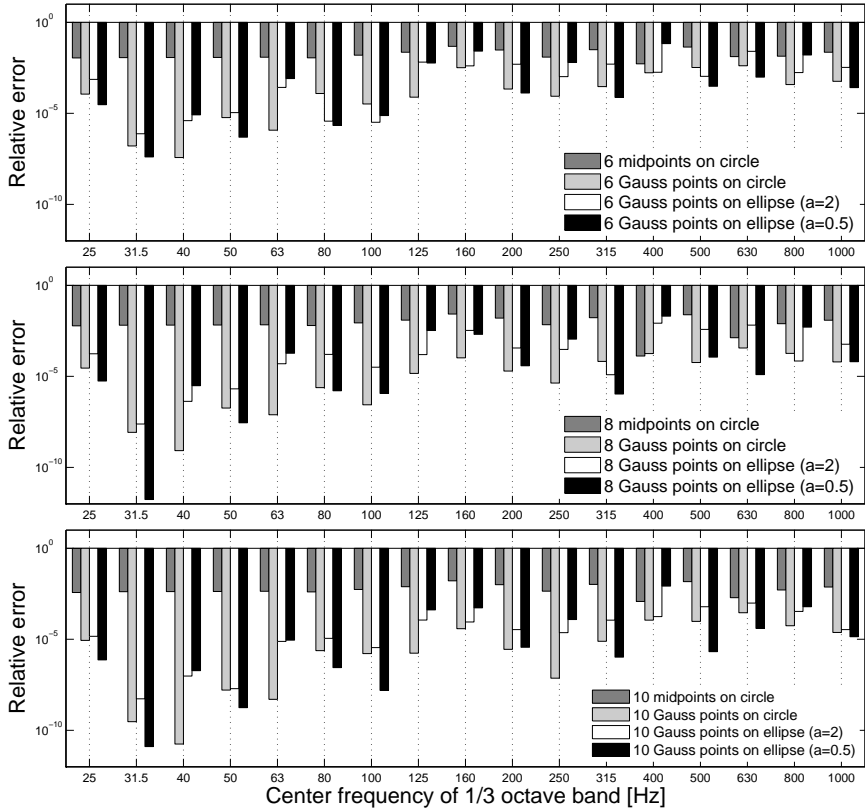 10^0
10^-5
10^-10
Relative error
6 midpoints on circle
6 Gauss points on circle
6 Gauss points on ellipse (a=2)
6 Gauss points on ellipse (a=0.5)
25 31.5 40 50 63 80 100 125 160 200 250 315 400 500 630 800 1000
10^0
10^-5
10^-10
Relative error
8 midpoints on circle
8 Gauss points on circle
8 Gauss points on ellipse (a=2)
8 Gauss points on ellipse (a=0.5)
25 31.5 40 50 63 80 100 125 160 200 250 315 400 500 630 800 1000
10^0
10^-5
10^-10
Relative error
10 midpoints on circle
10 Gauss points on circle
10 Gauss points on ellipse (a=2)
10 Gauss points on ellipse (a=0.5)
25 31.5 40 50 63 80 100 125 160 200 250 315 400 500 630 800 1000
Center frequency of 1/3 octave band [Hz]